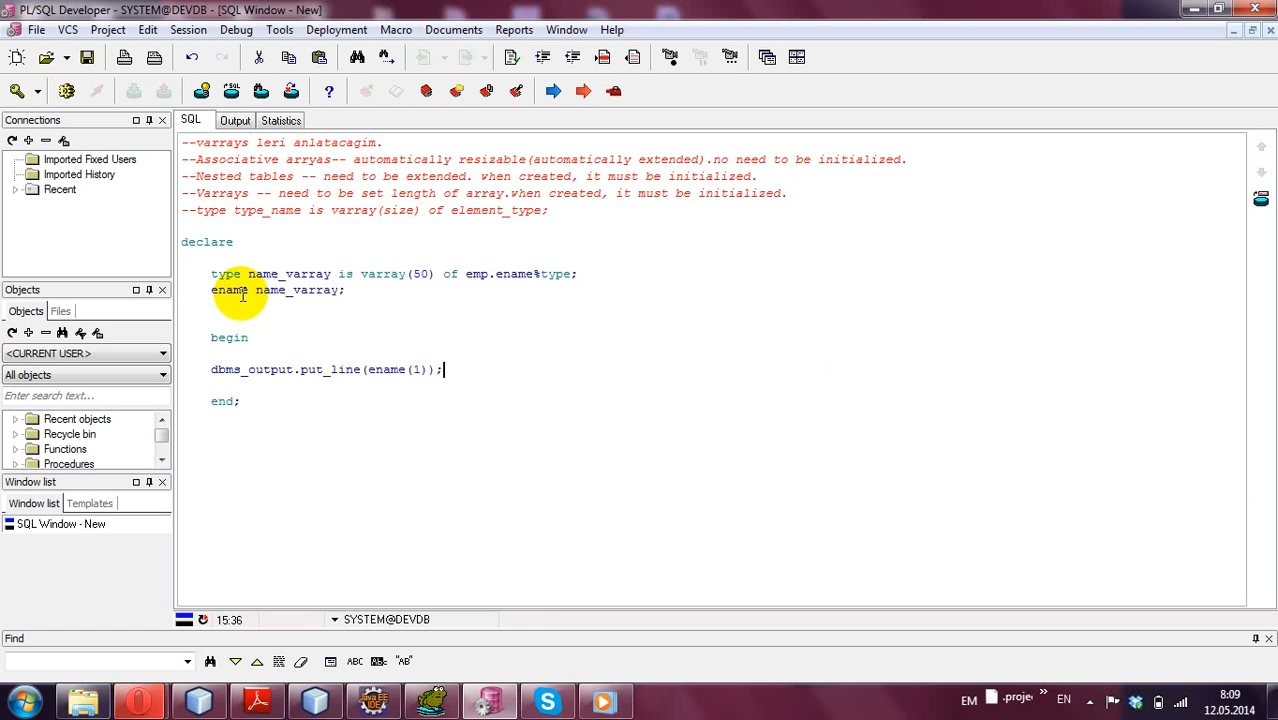 PL/SQL Developer - SYSTEM@DEVDB - [SQL Window - New]
File VCS Project Edit Session Debug Tools Deployment Macro Documents Reports Window Help
Connections
Imported Fixed Users
Imported History
Recent
Objects
Objects Files
<CURRENT USER>
All objects
Enter filter...
Recent objects
Recycle bin
Functions
Procedures
Window list
Window list Templates
SQL Window - New
SQL Output Statistics
--varrays leri anlatacagim.
--Associative arryas-- automatically resizable(automatically extended).no need to be initialized.
--Nested tables -- need to be extended. when created, it must be initialized.
--Varrays -- need to be set length of array.when created, it must be initialized.
--type type_name is varray(size) of element_type;
declare
type name_varray is varray(50) of emp.ename%type;
ename name_varray;
begin
dbms_output.put_line(ename(1));
end;
15:36 SYSTEM@DEVDB
Find
ABC "AB"
EM .projec » EN
8:09
12.05.2014